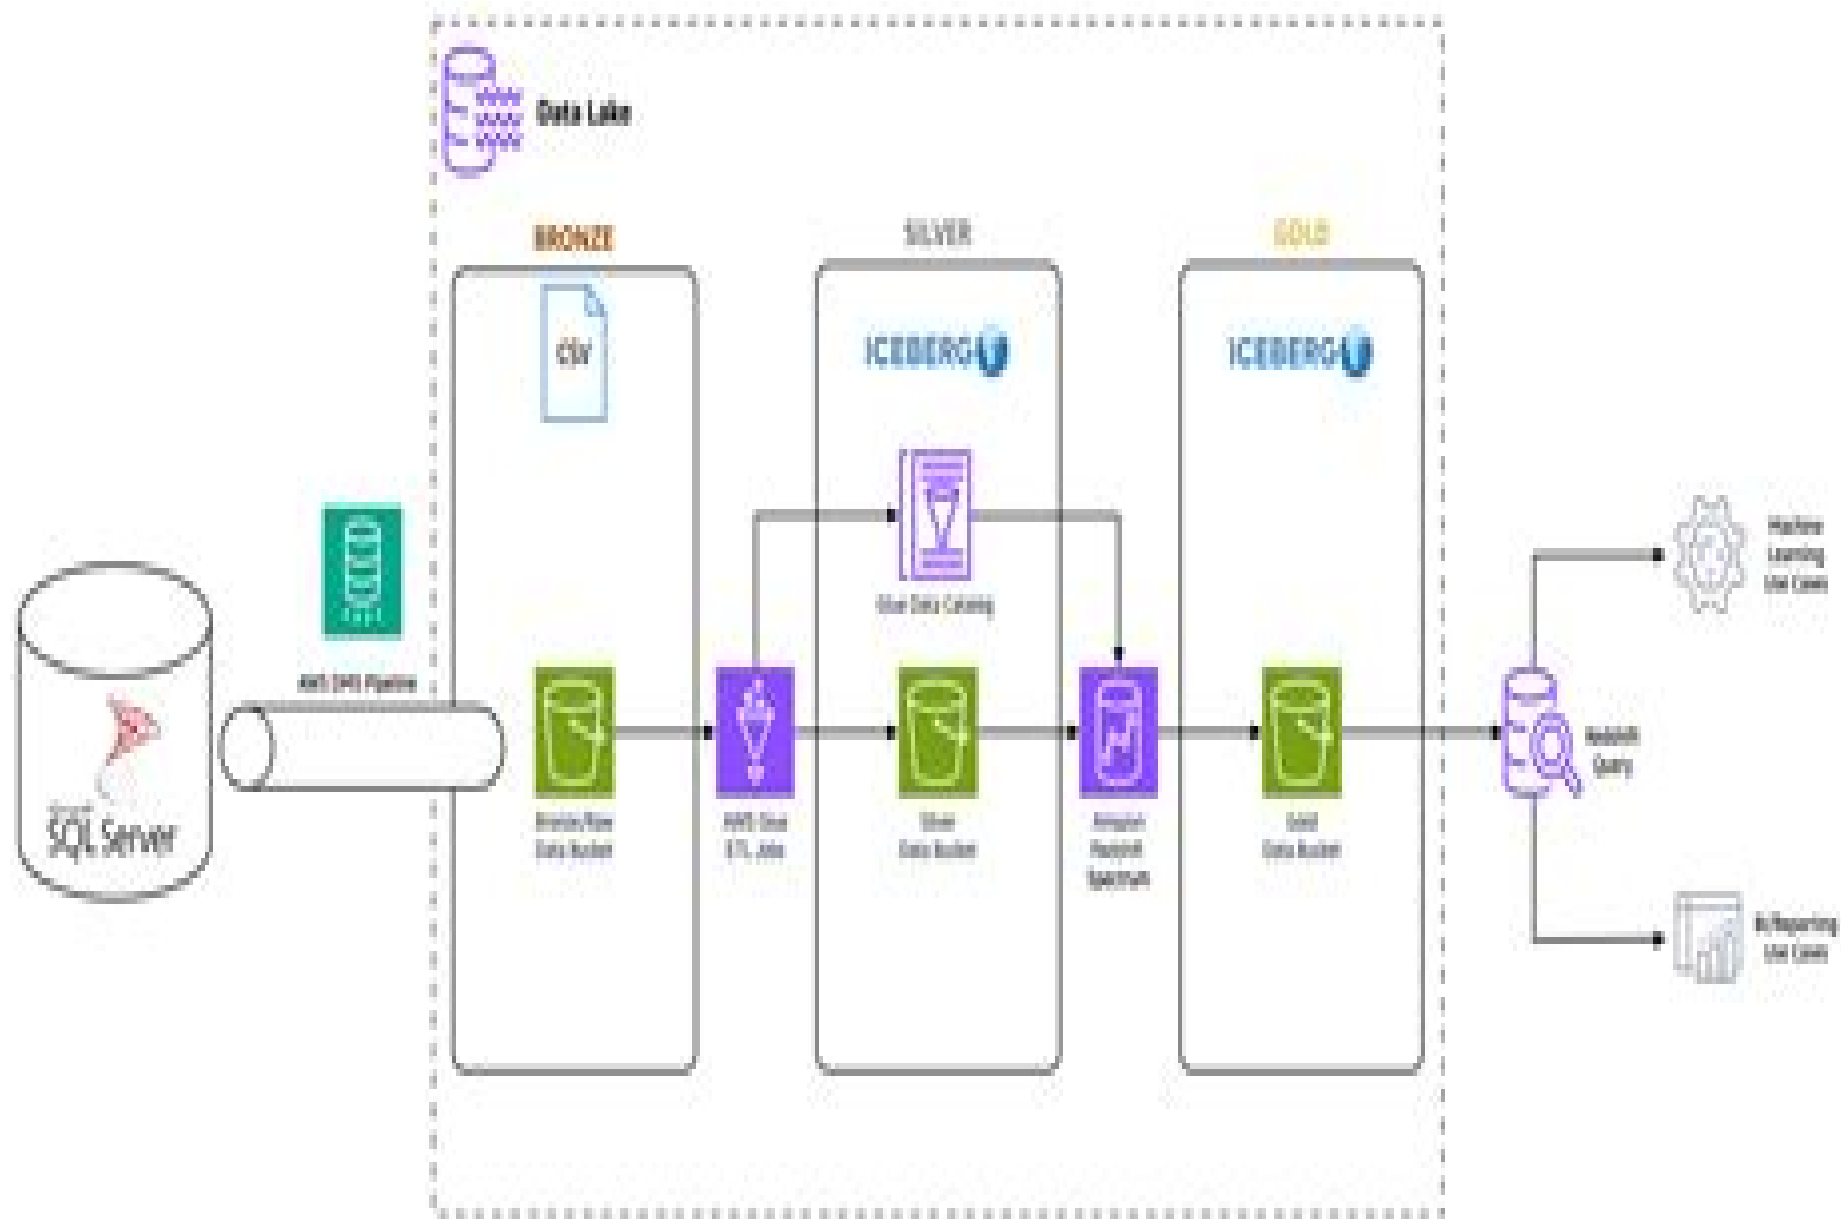 Data Lake
BRONZE
SILVER
GOLD
CSV
ICEBERG
ICEBERG
Glue Data Catalog
Machine
Learning
Use Cases
AWS DMS Pipeline
SQL Server
Bronze/Raw
Data Bucket
AWS Glue
ETL Jobs
Silver
Data Bucket
Amazon
Redshift
Spectrum
Gold
Data Bucket
Redshift
Query
BI/Reporting
Use Cases